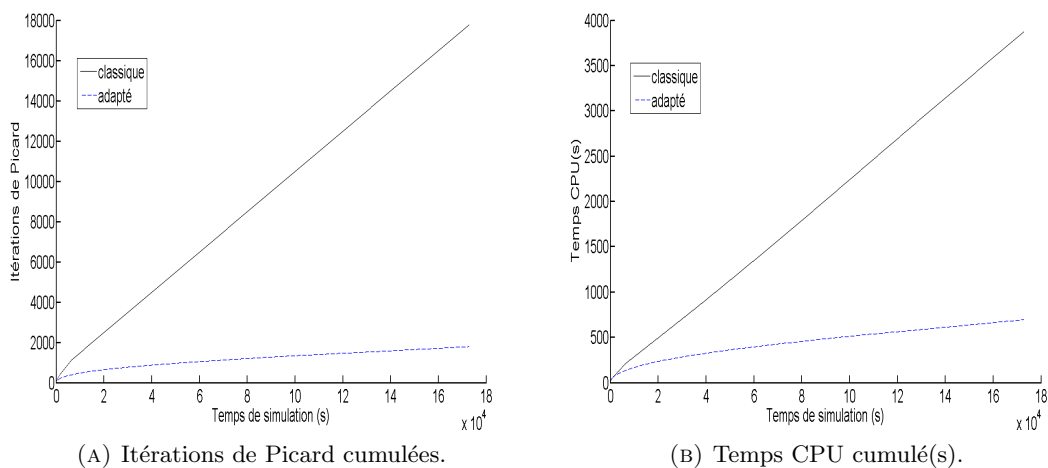 18000
16000
14000
12000
10000
8000
6000
4000
2000
0
Itérations de Picard
classique
adapté
0 2 4 6 8 10 12 14 16 18
x 10^4
Temps de simulation (s)
(A) Itérations de Picard cumulées.
4000
3500
3000
2500
2000
1500
1000
500
0
Temps CPU(s)
classique
adapté
0 2 4 6 8 10 12 14 16 18
x 10^4
Temps de simulation (s)
(B) Temps CPU cumulé(s).